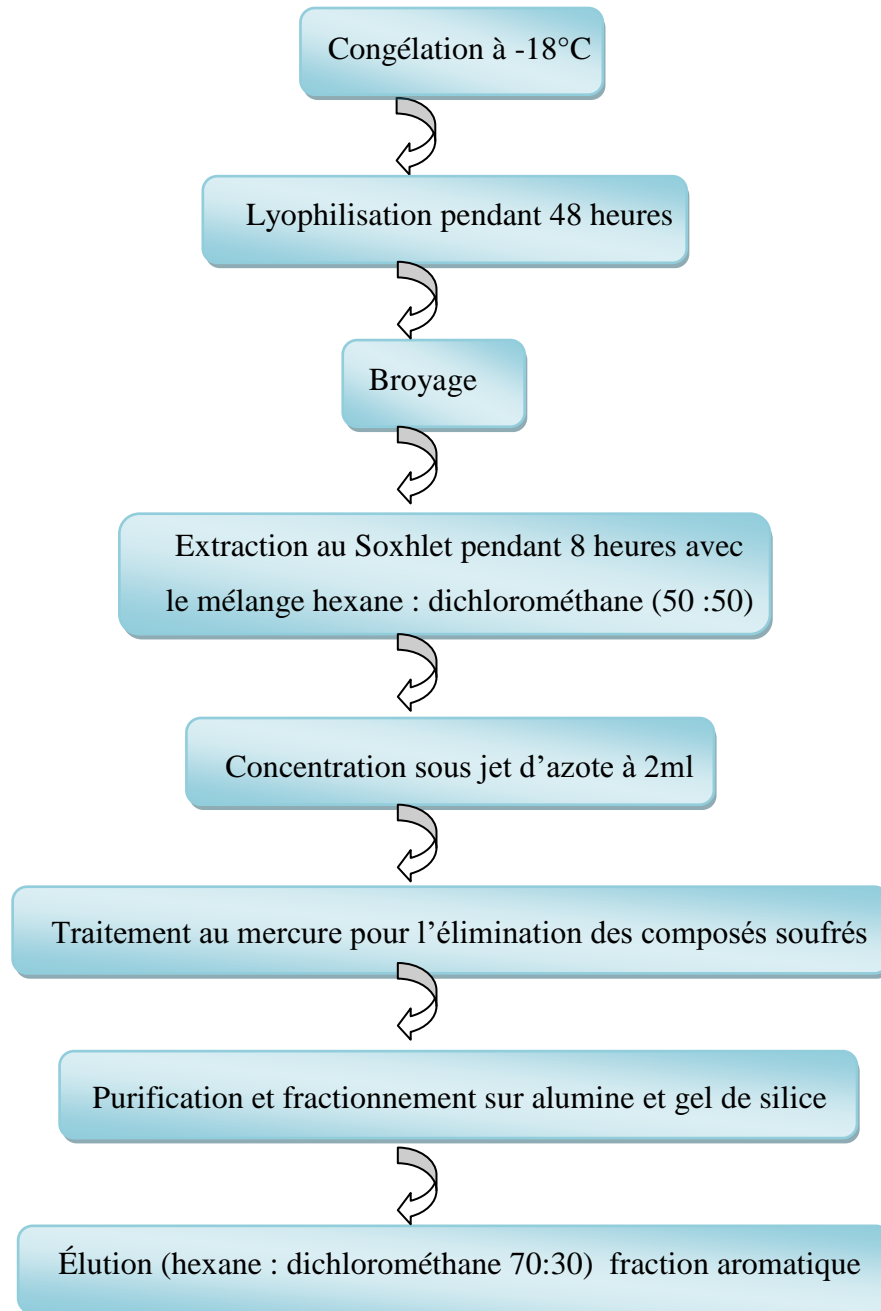 Congélation à -18°C
Lyophilisation pendant 48 heures
Broyage
Extraction au Soxhlet pendant 8 heures avec
le mélange hexane : dichlorométhane (50 :50)
Concentration sous jet d’azote à 2ml
Traitement au mercure pour l’élimination des composés soufrés
Purification et fractionnement sur alumine et gel de silice
Élution (hexane : dichlorométhane 70:30) fraction aromatique